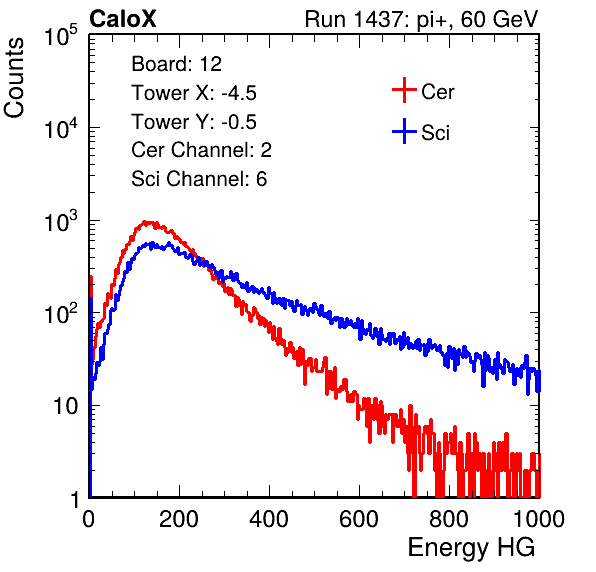 CaloX Run 1437: pi+, 60 GeV
Counts
Board: 12
Tower X: -4.5
Tower Y: -0.5
Cer Channel: 2
Sci Channel: 6
Cer
Sci
10^5
10^4
10^3
10^2
10
1
0 200 400 600 800 1000
Energy HG